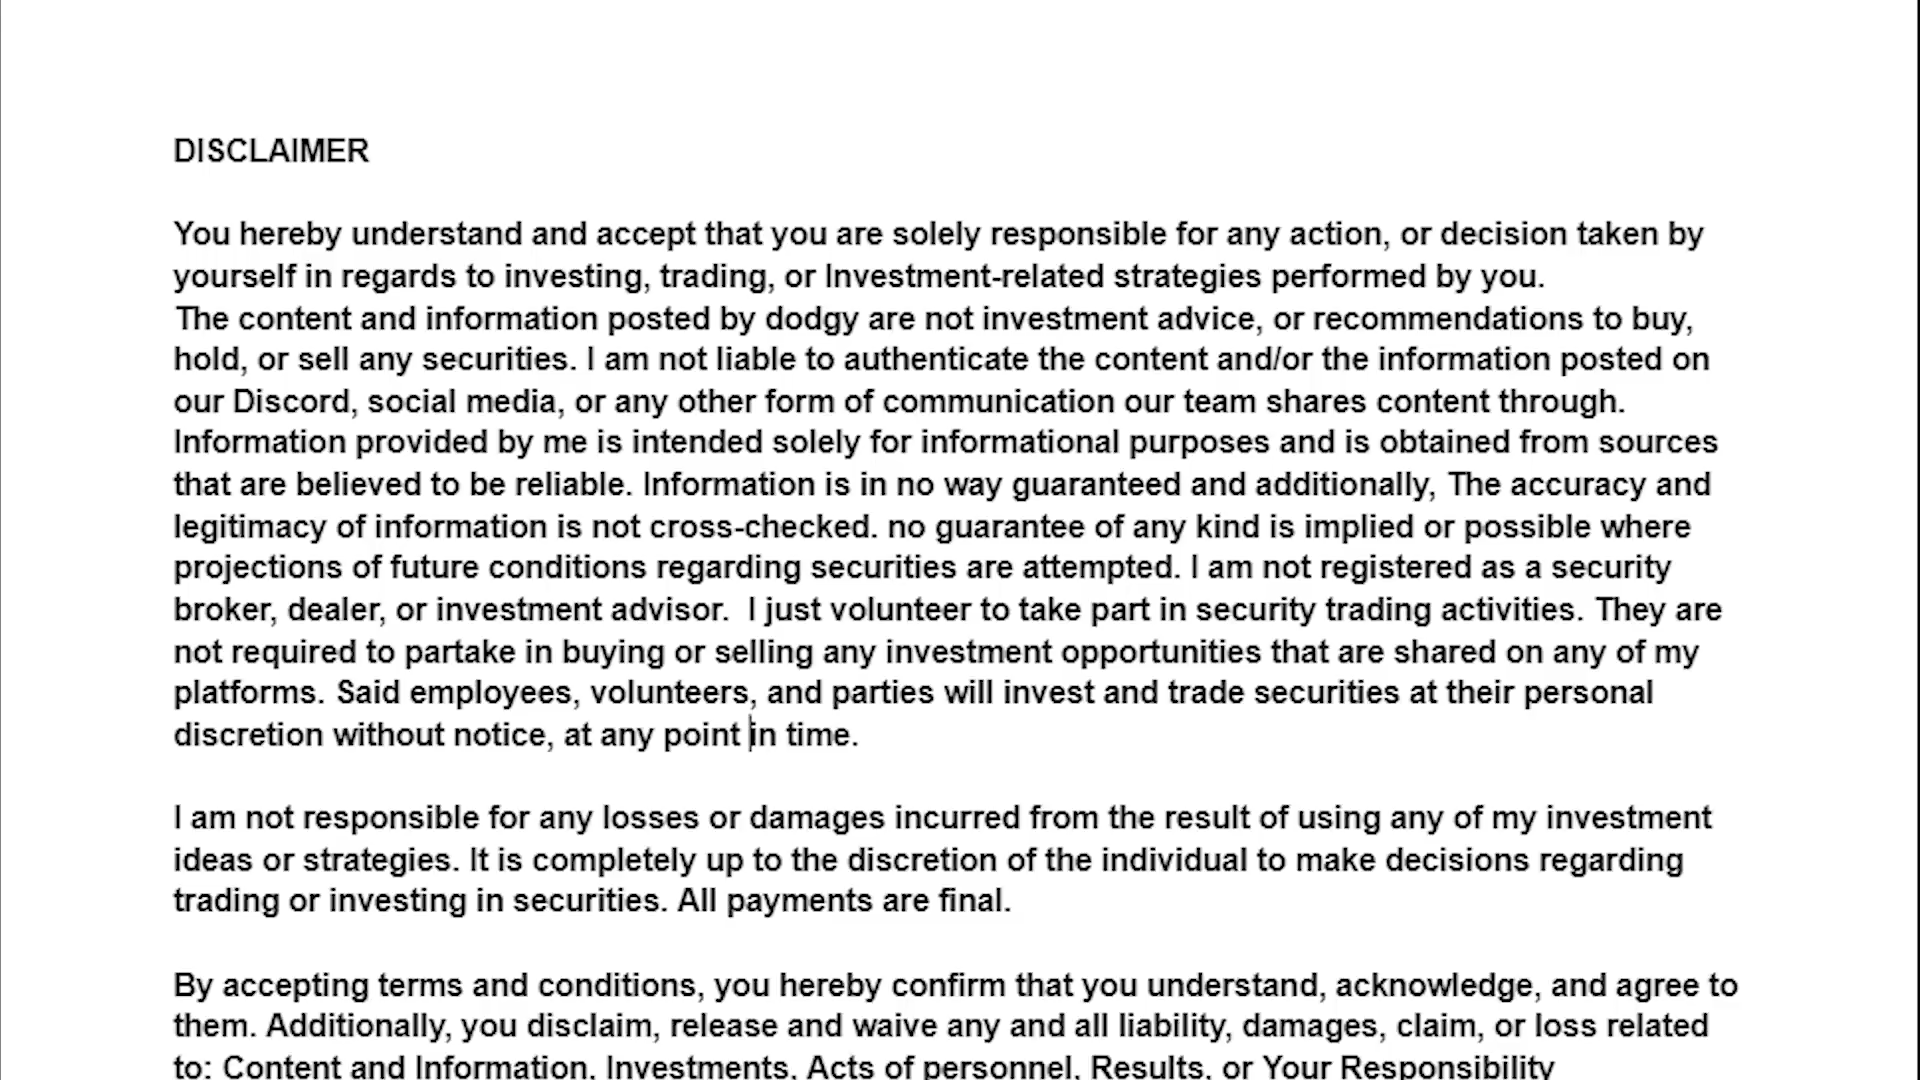 DISCLAIMER
You hereby understand and accept that you are solely responsible for any action, or decision taken by
yourself in regards to investing, trading, or Investment-related strategies performed by you.
The content and information posted by dodgy are not investment advice, or recommendations to buy,
hold, or sell any securities. I am not liable to authenticate the content and/or the information posted on
our Discord, social media, or any other form of communication our team shares content through.
Information provided by me is intended solely for informational purposes and is obtained from sources
that are believed to be reliable. Information is in no way guaranteed and additionally, The accuracy and
legitimacy of information is not cross-checked. no guarantee of any kind is implied or possible where
projections of future conditions regarding securities are attempted. I am not registered as a security
broker, dealer, or investment advisor.  I just volunteer to take part in security trading activities. They are
not required to partake in buying or selling any investment opportunities that are shared on any of my
platforms. Said employees, volunteers, and parties will invest and trade securities at their personal
discretion without notice, at any point in time.
I am not responsible for any losses or damages incurred from the result of using any of my investment
ideas or strategies. It is completely up to the discretion of the individual to make decisions regarding
trading or investing in securities. All payments are final.
By accepting terms and conditions, you hereby confirm that you understand, acknowledge, and agree to
them. Additionally, you disclaim, release and waive any and all liability, damages, claim, or loss related
to: Content and Information, Investments, Acts of personnel, Results, or Your Responsibility